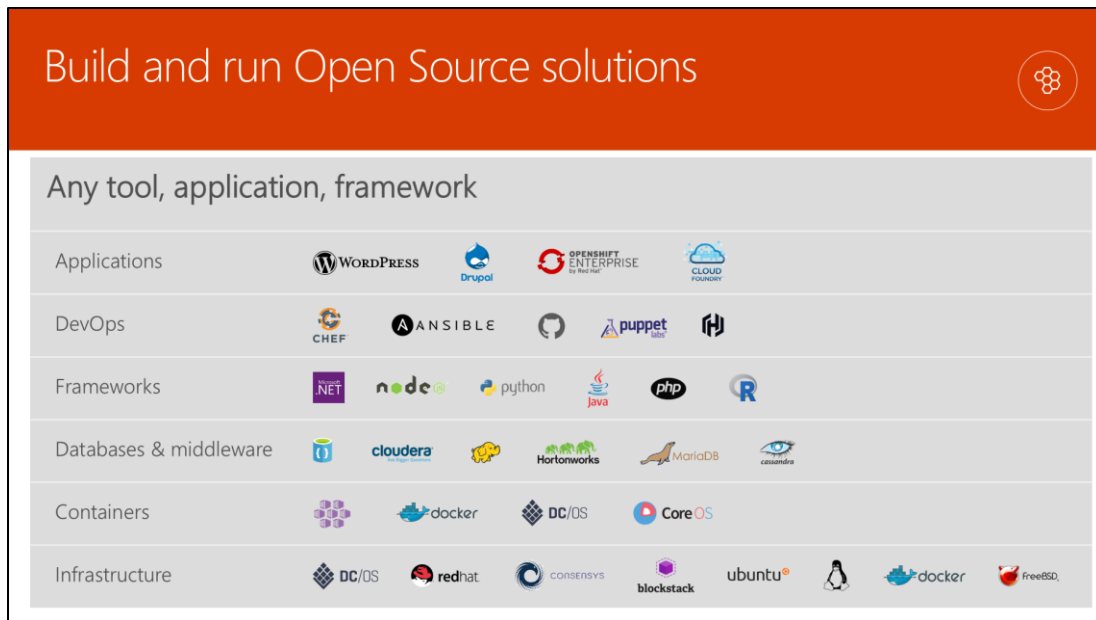 Build and run Open Source solutions
Any tool, application, framework
Applications
WORDPRESS
Drupal
OPENSHIFT
ENTERPRISE
by Red Hat
CLOUD
FOUNDRY
DevOps
CHEF
ANSIBLE
puppet
labs
Frameworks
Microsoft
.NET
node
python
Java
php
R
Databases & middleware
cloudera
Hortonworks
MariaDB
cassandra
Containers
docker
DC/OS
CoreOS
Infrastructure
DC/OS
redhat
CONSENSYS
blockstack
ubuntu
docker
FreeBSD